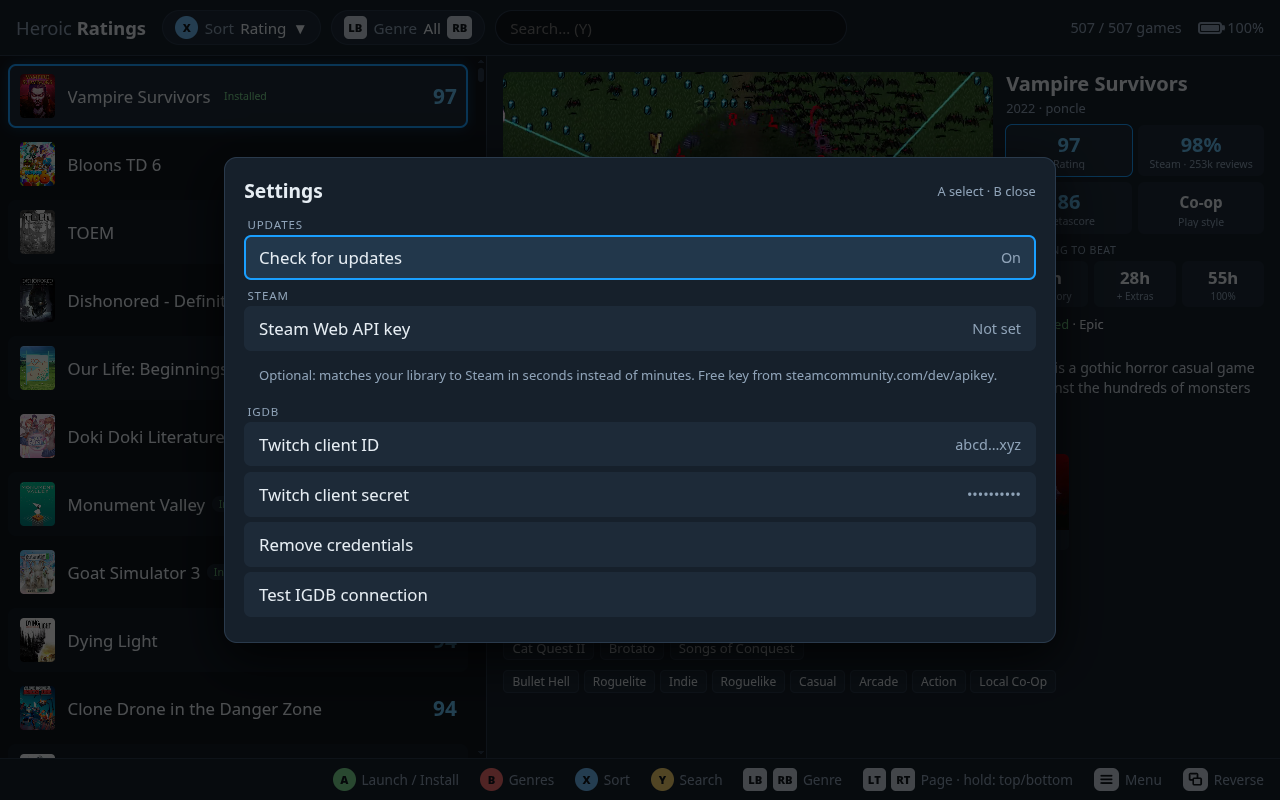 Heroic Ratings
X Sort Rating ▼
LB Genre All RB
Search... (Y)
507 / 507 games
100%
Vampire Survivors Installed 97
Bloons TD 6
TOEM
Dishonored - Definit
Our Life: Beginnings
Doki Doki Literature
Monument Valley
Goat Simulator 3
Dying Light 94
Clone Drone in the Danger Zone 94
Vampire Survivors
2022 · poncle
97
Rating
98%
Steam · 253k reviews
86
etascore
Co-op
Play style
NG TO BEAT
28h
+ Extras
55h
100%
ed · Epic
is a gothic horror casual game
nst the hundreds of monsters
Settings
A select · B close
UPDATES
Check for updates On
STEAM
Steam Web API key Not set
Optional: matches your library to Steam in seconds instead of minutes. Free key from steamcommunity.com/dev/apikey.
IGDB
Twitch client ID abcd…xyz
Twitch client secret ••••••••••
Remove credentials
Test IGDB connection
Cat Quest II Brotato Songs of Conquest
Bullet Hell Roguelite Indie Roguelike Casual Arcade Action Local Co-Op
A Launch / Install B Genres X Sort Y Search LB RB Genre LT RT Page · hold: top/bottom Menu Reverse